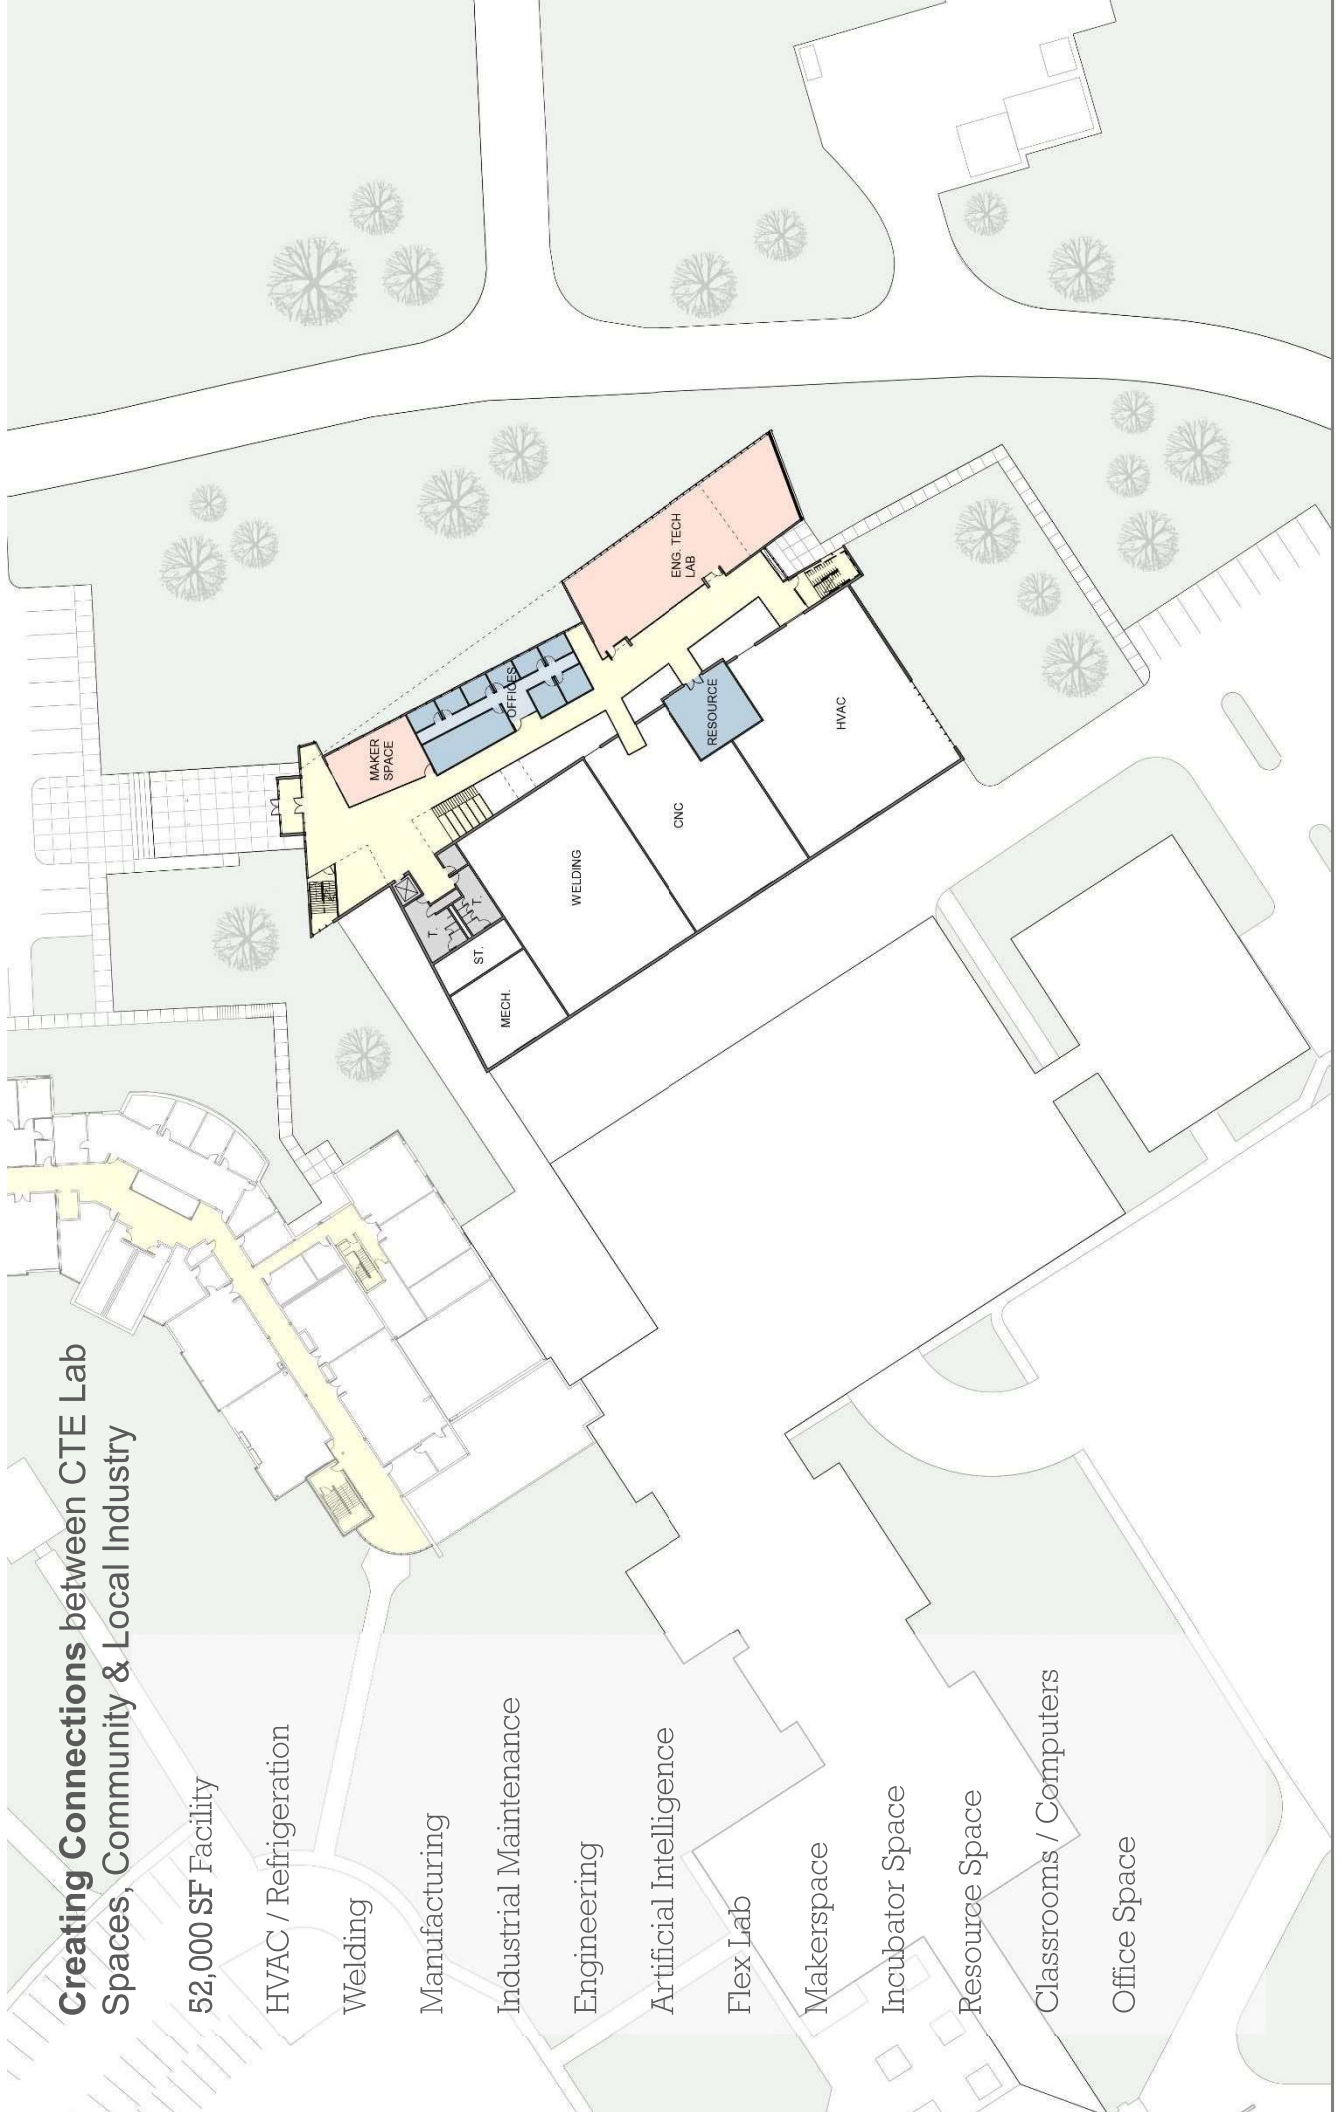 Creating Connections between CTE Lab
Spaces, Community & Local Industry
52,000 SF Facility
HVAC / Refrigeration
Welding
Manufacturing
Industrial Maintenance
Engineering
Artificial Intelligence
Flex Lab
Makerspace
Incubator Space
Resource Space
Classrooms / Computers
Office Space
MECH.
ST.
T.
T.
WELDING
CNC
HVAC
RESOURCE
MAKER
SPACE
OFFICES
ENG. TECH
LAB